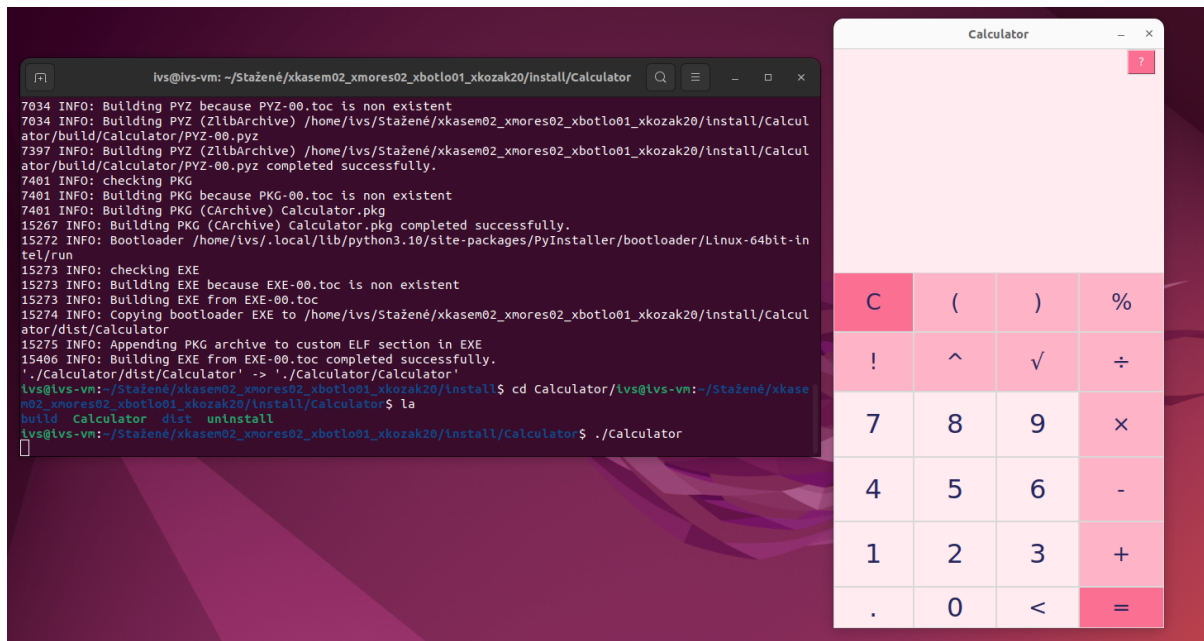 ivs@ivs-vm: ~/Stažené/xkasem02_xmores02_xbotlo01_xkozak20/install/Calculator
7034 INFO: Building PYZ because PYZ-00.toc is non existent
7034 INFO: Building PYZ (ZlibArchive) /home/ivs/Stažené/xkasem02_xmores02_xbotlo01_xkozak20/install/Calcul
ator/build/Calculator/PYZ-00.pyz
7397 INFO: Building PYZ (ZlibArchive) /home/ivs/Stažené/xkasem02_xmores02_xbotlo01_xkozak20/install/Calcul
ator/build/Calculator/PYZ-00.pyz completed successfully.
7401 INFO: checking PKG
7401 INFO: Building PKG because PKG-00.toc is non existent
7401 INFO: Building PKG (CArchive) Calculator.pkg
15267 INFO: Building PKG (CArchive) Calculator.pkg completed successfully.
15272 INFO: Bootloader /home/ivs/.local/lib/python3.10/site-packages/PyInstaller/bootloader/Linux-64bit-in
tel/run
15273 INFO: checking EXE
15273 INFO: Building EXE because EXE-00.toc is non existent
15273 INFO: Building EXE from EXE-00.toc
15274 INFO: Copying bootloader EXE to /home/ivs/Stažené/xkasem02_xmores02_xbotlo01_xkozak20/install/Calcul
ator/dist/Calculator
15275 INFO: Appending PKG archive to custom ELF section in EXE
15406 INFO: Building EXE from EXE-00.toc completed successfully.
'./Calculator/dist/Calculator' -> './Calculator/Calculator'
ivs@ivs-vm:~/Stažené/xkasem02_xmores02_xbotlo01_xkozak20/install$ cd Calculator/ivs@ivs-vm:~/Stažené/xkase
m02_xmores02_xbotlo01_xkozak20/install/Calculator$ la
build Calculator dist uninstall
ivs@ivs-vm:~/Stažené/xkasem02_xmores02_xbotlo01_xkozak20/install/Calculator$ ./Calculator
Calculator
?
C ( ) %
! ^ √ ÷
7 8 9 ×
4 5 6 -
1 2 3 +
. 0 < =